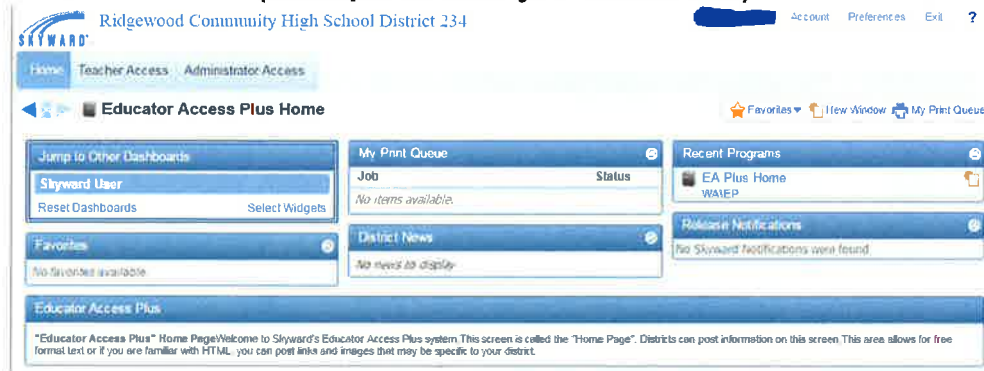 Ridgewood Community High School District 234
Account Preferences Exit ?
SKYWARD
Home Teacher Access Administrator Access
Educator Access Plus Home
Favorites New Window My Print Queue
Jump to Other Dashboards
Skyward User
Reset Dashboards Select Widgets
Favorites
No favorites available
My Print Queue
Job Status
No items available.
District News
No news to display
Recent Programs
EA Plus Home
WA\EP
Release Notifications
No Skyward Notifications were found
Educator Access Plus
"Educator Access Plus" Home PageWelcome to Skyward's Educator Access Plus system.This screen is called the "Home Page". Districts can post information on this screen.This area allows for free
format text or if you are familiar with HTML, you can post links and images that may be specific to your district.